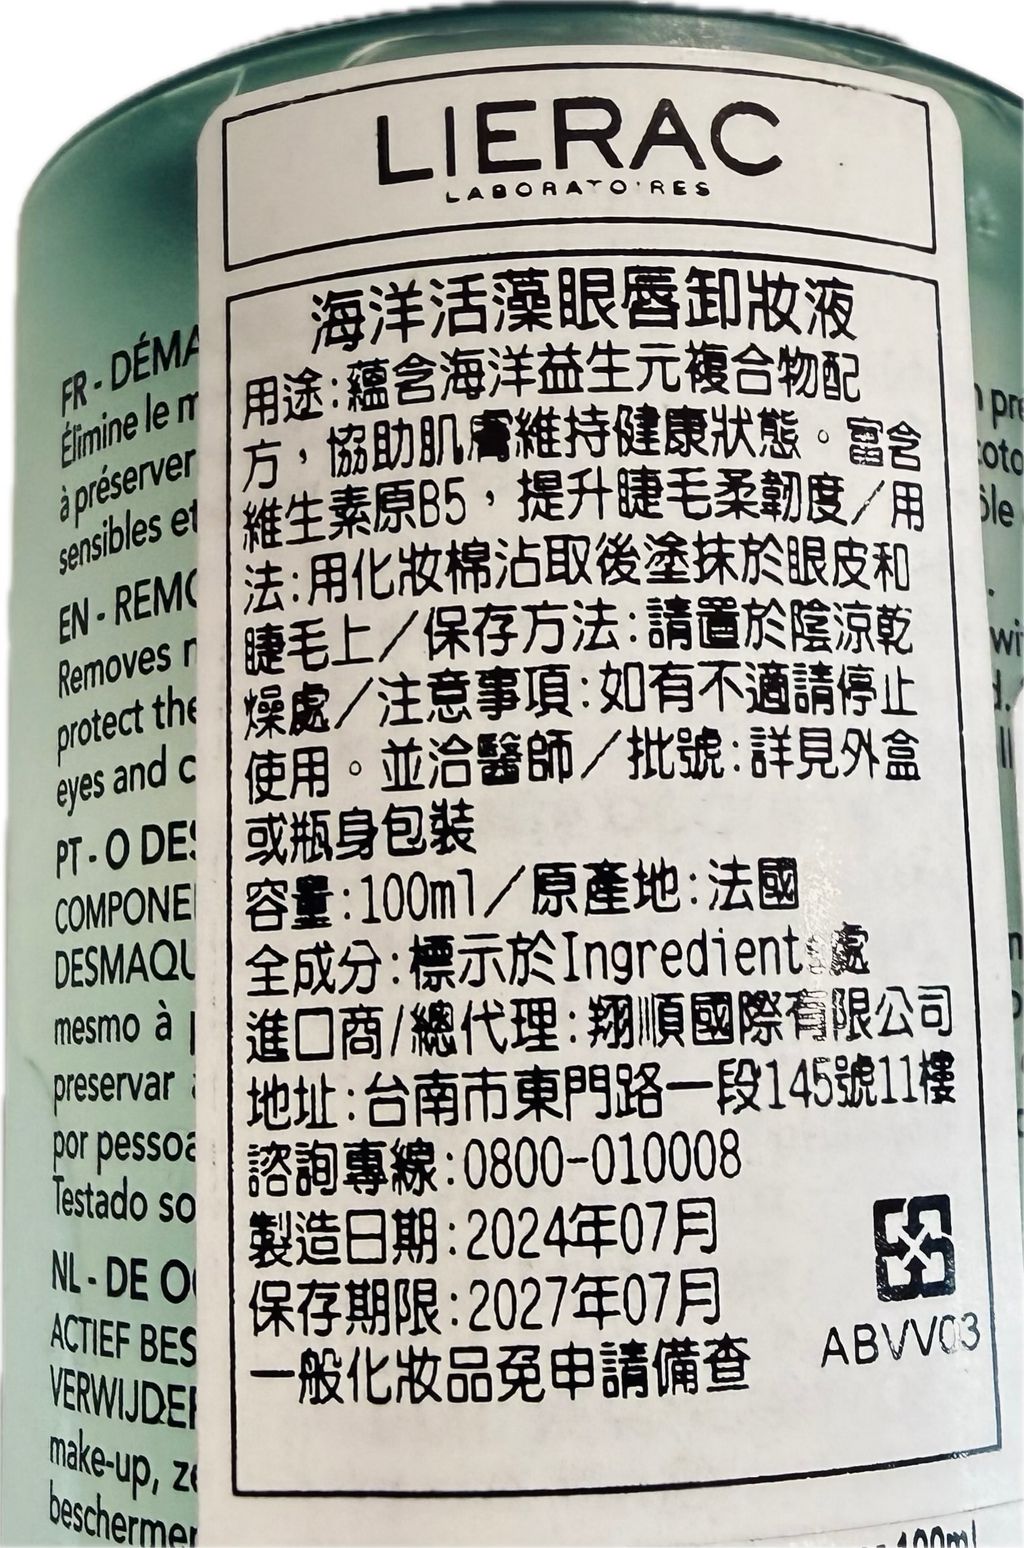 LIERAC
LABORATOIRES
海洋活藻眼唇卸妝液
用途:蘊含海洋益生元複合物配
方,協助肌膚維持健康狀態。富含
維生素原B5,提升睫毛柔韌度/用
法:用化妝棉沾取後塗抹於眼皮和
睫毛上/保存方法:請置於陰涼乾
燥處/注意事項:如有不適請停止
使用。並洽醫師/批號:詳見外盒
或瓶身包裝
容量:100ml/原產地:法國
全成分:標示於Ingredient處
進口商/總代理:翔順國際有限公司
地址:台南市東門路一段145號11樓
諮詢專線:0800-010008
製造日期:2024年07月
保存期限:2027年07月
一般化妝品免申請備查
ABVV03
FR - DÉMA
Élimine le m
à préserver
sensibles et
EN - REMO
Removes m
protect the
eyes and c
PT - O DES
COMPONE
DESMAQU
mesmo à p
preservar
por pessoa
Testado so
NL - DE O
ACTIEF BES
VERWIJDER
make-up, ze
beschermer
100ml